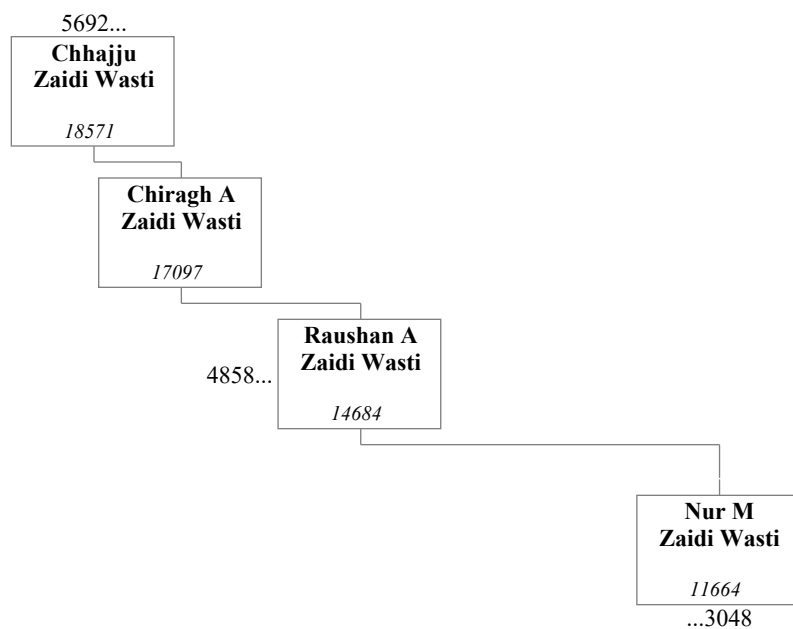 5692...
Chhajju
Zaidi Wasti
18571
Chiragh A
Zaidi Wasti
17097
Raushan A
Zaidi Wasti
4858...
14684
Nur M
Zaidi Wasti
11664
...3048